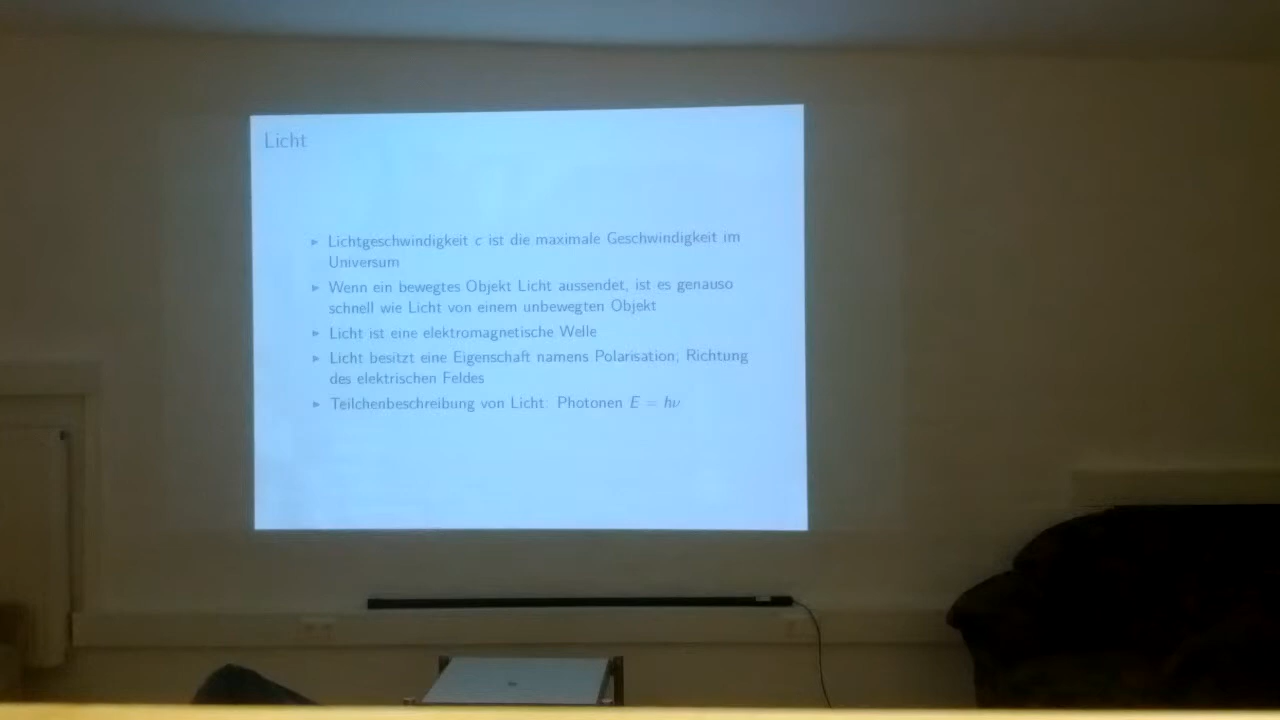 Licht
▸ Lichtgeschwindigkeit c ist die maximale Geschwindigkeit im
Universum
▸ Wenn ein bewegtes Objekt Licht aussendet, ist es genauso
schnell wie Licht von einem unbewegten Objekt
▸ Licht ist eine elektromagnetische Welle
▸ Licht besitzt eine Eigenschaft namens Polarisation; Richtung
des elektrischen Feldes
▸ Teilchenbeschreibung von Licht: Photonen E = hν